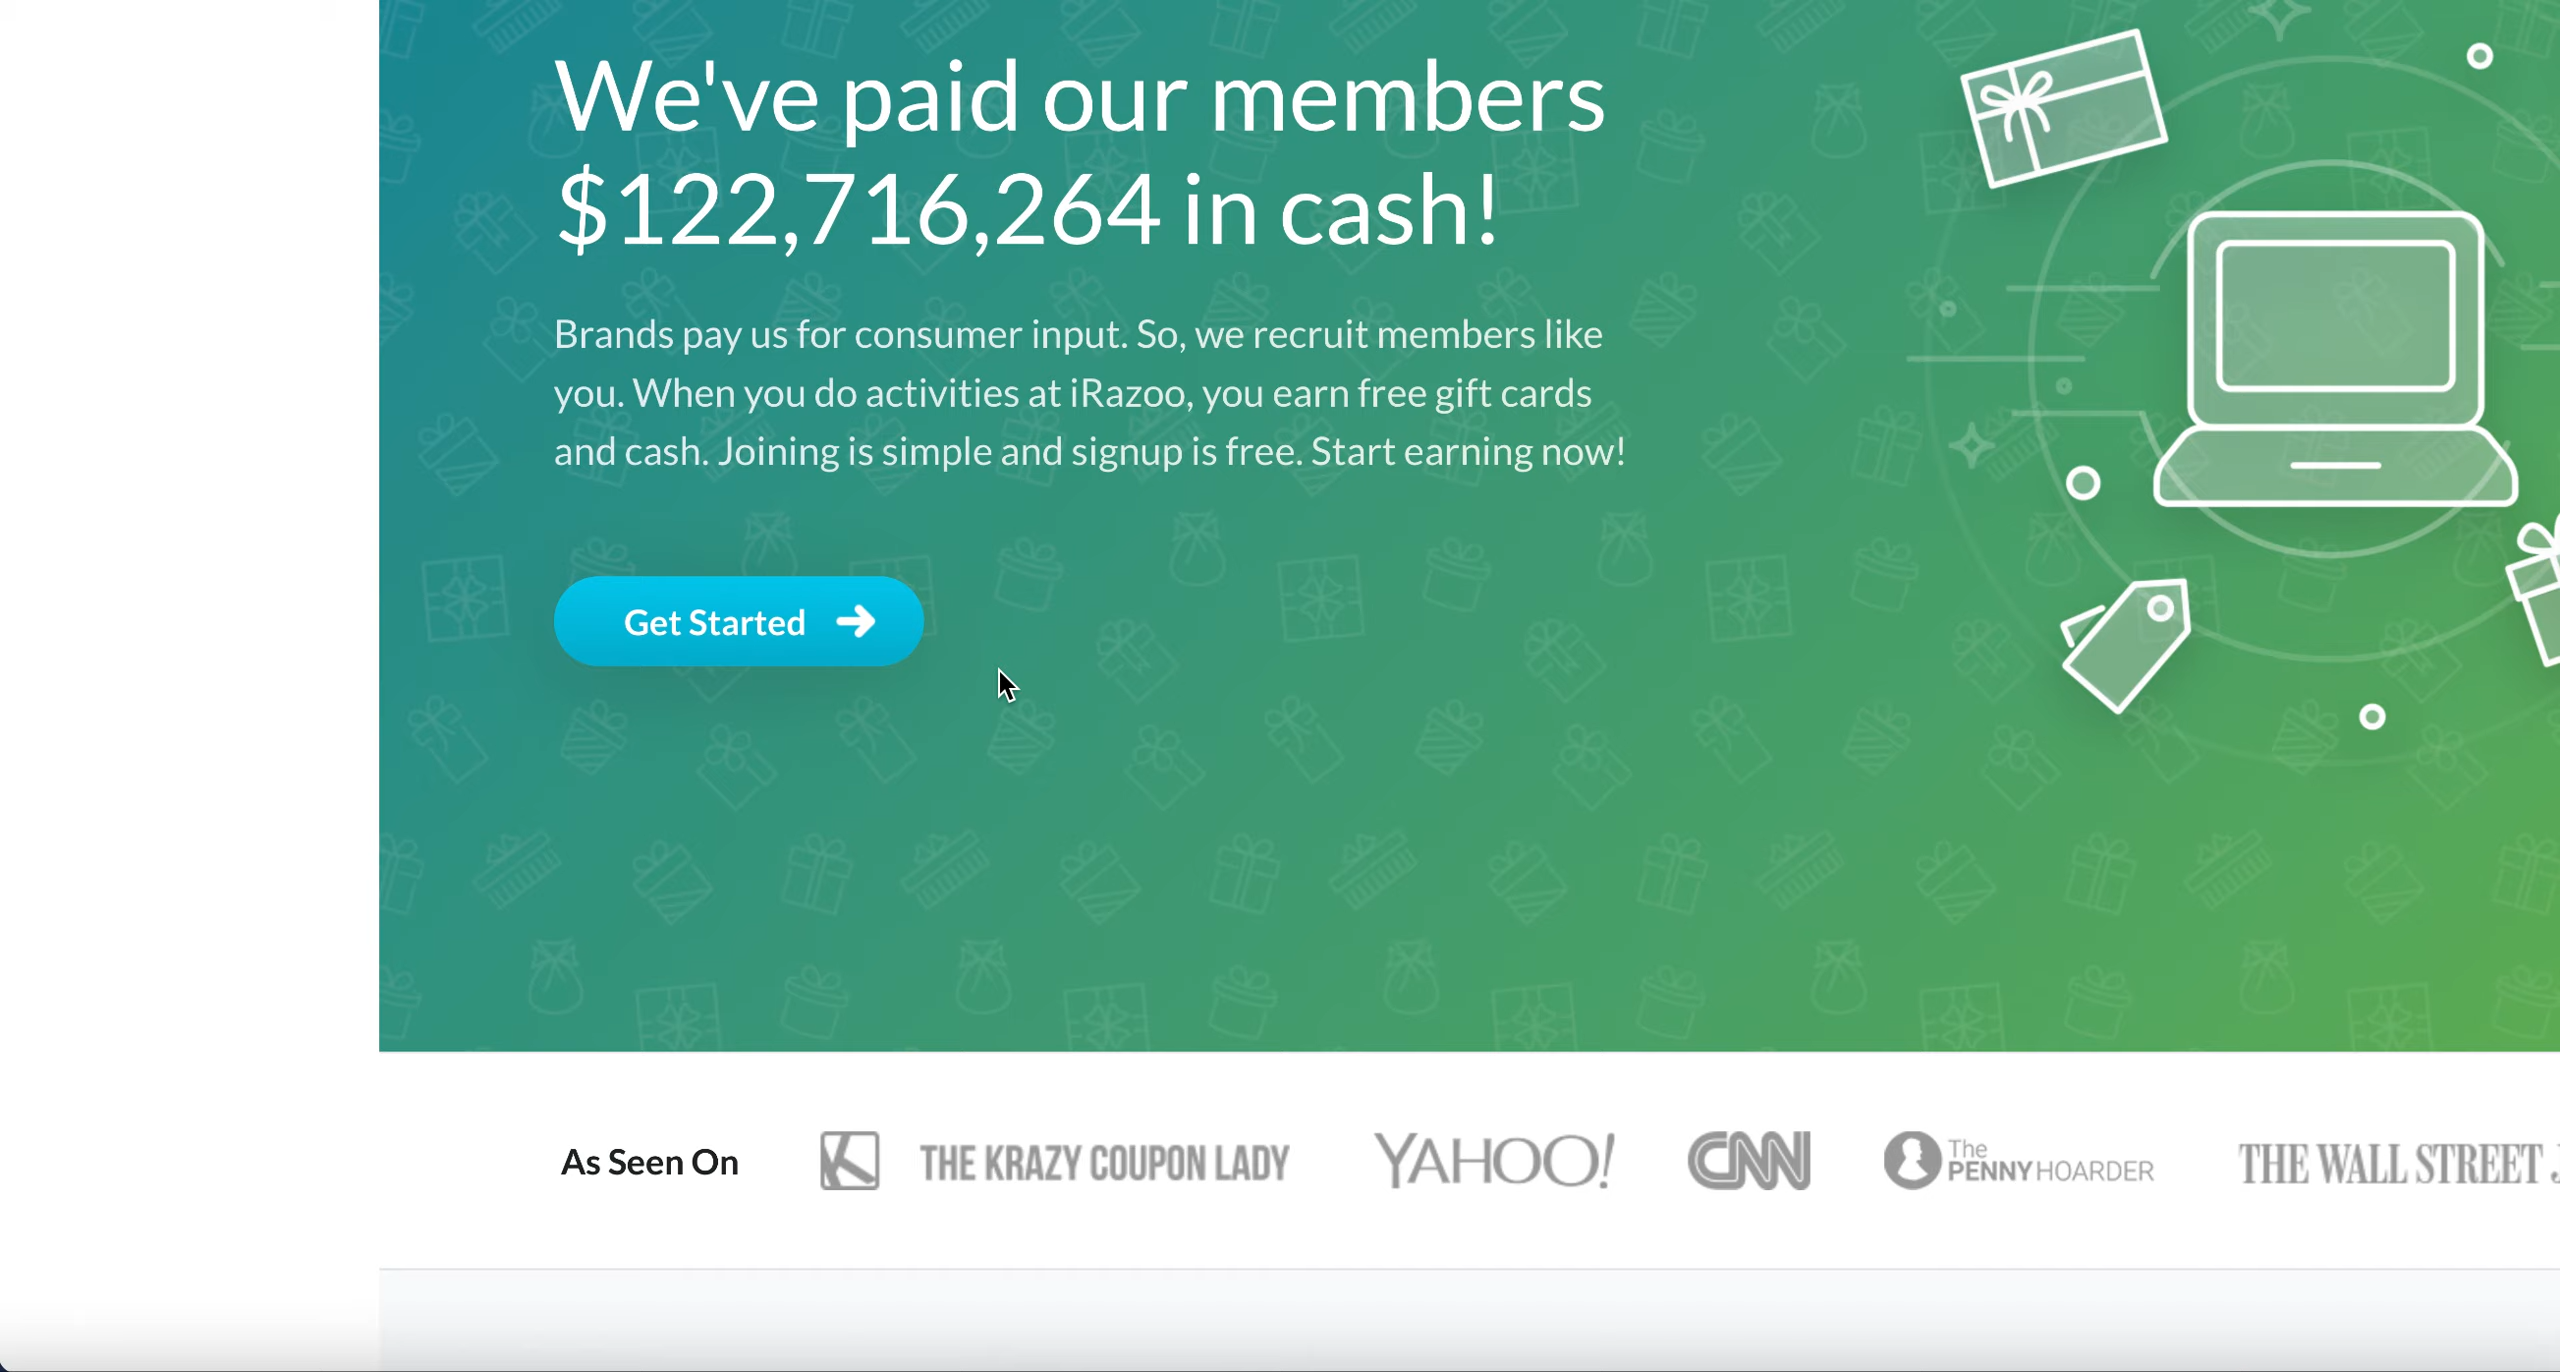 We've paid our members
$122,716,264 in cash!
Brands pay us for consumer input. So, we recruit members like
you. When you do activities at iRazoo, you earn free gift cards
and cash. Joining is simple and signup is free. Start earning now!
Get Started
As Seen On THE KRAZY COUPON LADY YAHOO! CNN The PENNY HOARDER THE WALL STREET